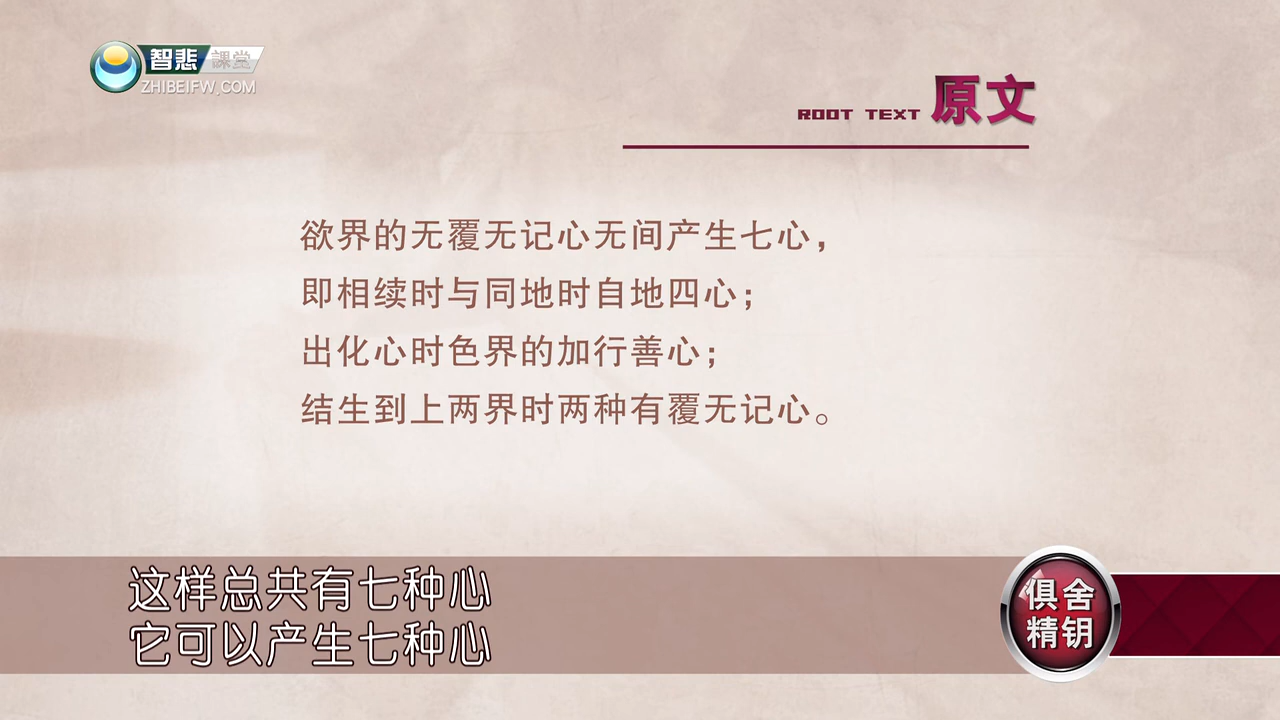 智悲課堂
ZHIBEIFW.COM
ROOT TEXT 原文
欲界的无覆无记心无间产生七心，
即相续时与同地时自地四心；
出化心时色界的加行善心；
结生到上两界时两种有覆无记心。
这样总共有七种心
它可以产生七种心
俱舍
精钥